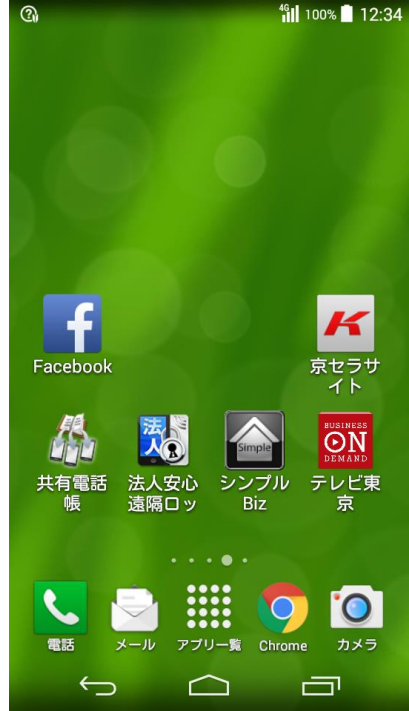 4G 100% 12:34
Facebook
京セラサ
イト
法
人
Simple
BUSINESS
ON
DEMAND
共有電話
帳
法人安心
遠隔ロッ
シンプル
Biz
テレビ東
京
電話
メール
アプリ一覧
Chrome
カメラ